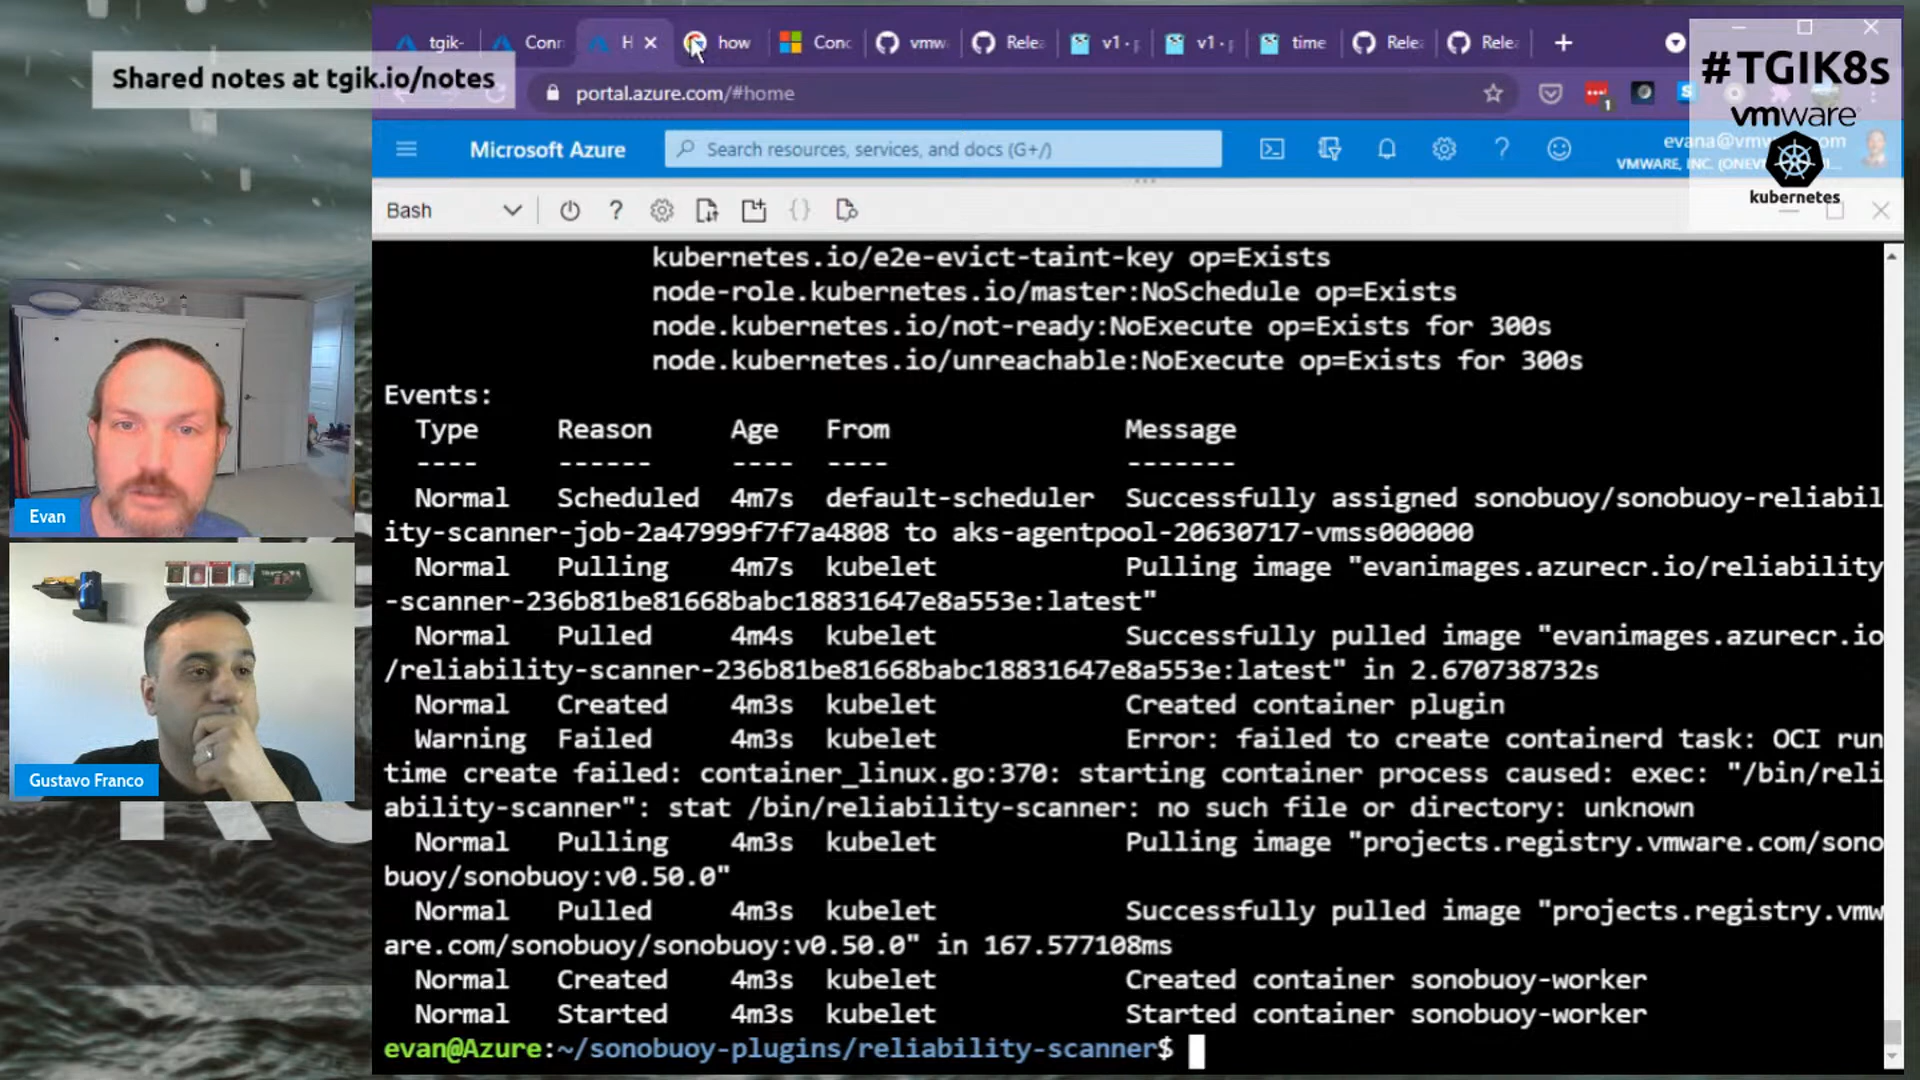 tgik-
Conn
H
how
Conc
vmw
Relea
v1 · p
v1 · p
time
Relea
Relea
Shared notes at tgik.io/notes
portal.azure.com/#home
#TGIK8s
vmware
kubernetes
Microsoft Azure
Search resources, services, and docs (G+/)
evana@vmw
om
VMWARE, INC.
Bash
kubernetes.io/e2e-evict-taint-key op=Exists
node-role.kubernetes.io/master:NoSchedule op=Exists
node.kubernetes.io/not-ready:NoExecute op=Exists for 300s
node.kubernetes.io/unreachable:NoExecute op=Exists for 300s
Events:
Type Reason Age From Message
---- ------ ---- ---- -------
Normal Scheduled 4m7s default-scheduler Successfully assigned sonobuoy/sonobuoy-reliabil
ity-scanner-job-2a47999f7f7a4808 to aks-agentpool-20630717-vmss000000
Normal Pulling 4m7s kubelet Pulling image "evanimages.azurecr.io/reliability
-scanner-236b81be81668babc18831647e8a553e:latest"
Normal Pulled 4m4s kubelet Successfully pulled image "evanimages.azurecr.io
/reliability-scanner-236b81be81668babc18831647e8a553e:latest" in 2.670738732s
Normal Created 4m3s kubelet Created container plugin
Warning Failed 4m3s kubelet Error: failed to create containerd task: OCI run
time create failed: container_linux.go:370: starting container process caused: exec: "/bin/reli
ability-scanner": stat /bin/reliability-scanner: no such file or directory: unknown
Normal Pulling 4m3s kubelet Pulling image "projects.registry.vmware.com/sono
buoy/sonobuoy:v0.50.0"
Normal Pulled 4m3s kubelet Successfully pulled image "projects.registry.vmw
are.com/sonobuoy/sonobuoy:v0.50.0" in 167.577108ms
Normal Created 4m3s kubelet Created container sonobuoy-worker
Normal Started 4m3s kubelet Started container sonobuoy-worker
evan@Azure:~/sonobuoy-plugins/reliability-scanner$
Evan
Gustavo Franco